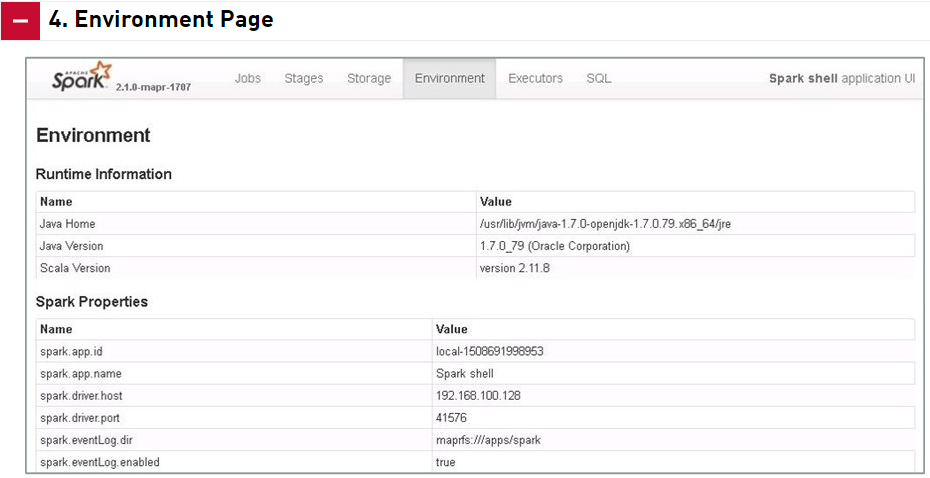 4. Environment Page
APACHE
Spark 2.1.0-mapr-1707 Jobs Stages Storage Environment Executors SQL Spark shell application UI
Environment
Runtime Information
Name Value
Java Home /usr/lib/jvm/java-1.7.0-openjdk-1.7.0.79.x86_64/jre
Java Version 1.7.0_79 (Oracle Corporation)
Scala Version version 2.11.8
Spark Properties
Name Value
spark.app.id local-1508691998953
spark.app.name Spark shell
spark.driver.host 192.168.100.128
spark.driver.port 41576
spark.eventLog.dir maprfs:///apps/spark
spark.eventLog.enabled true